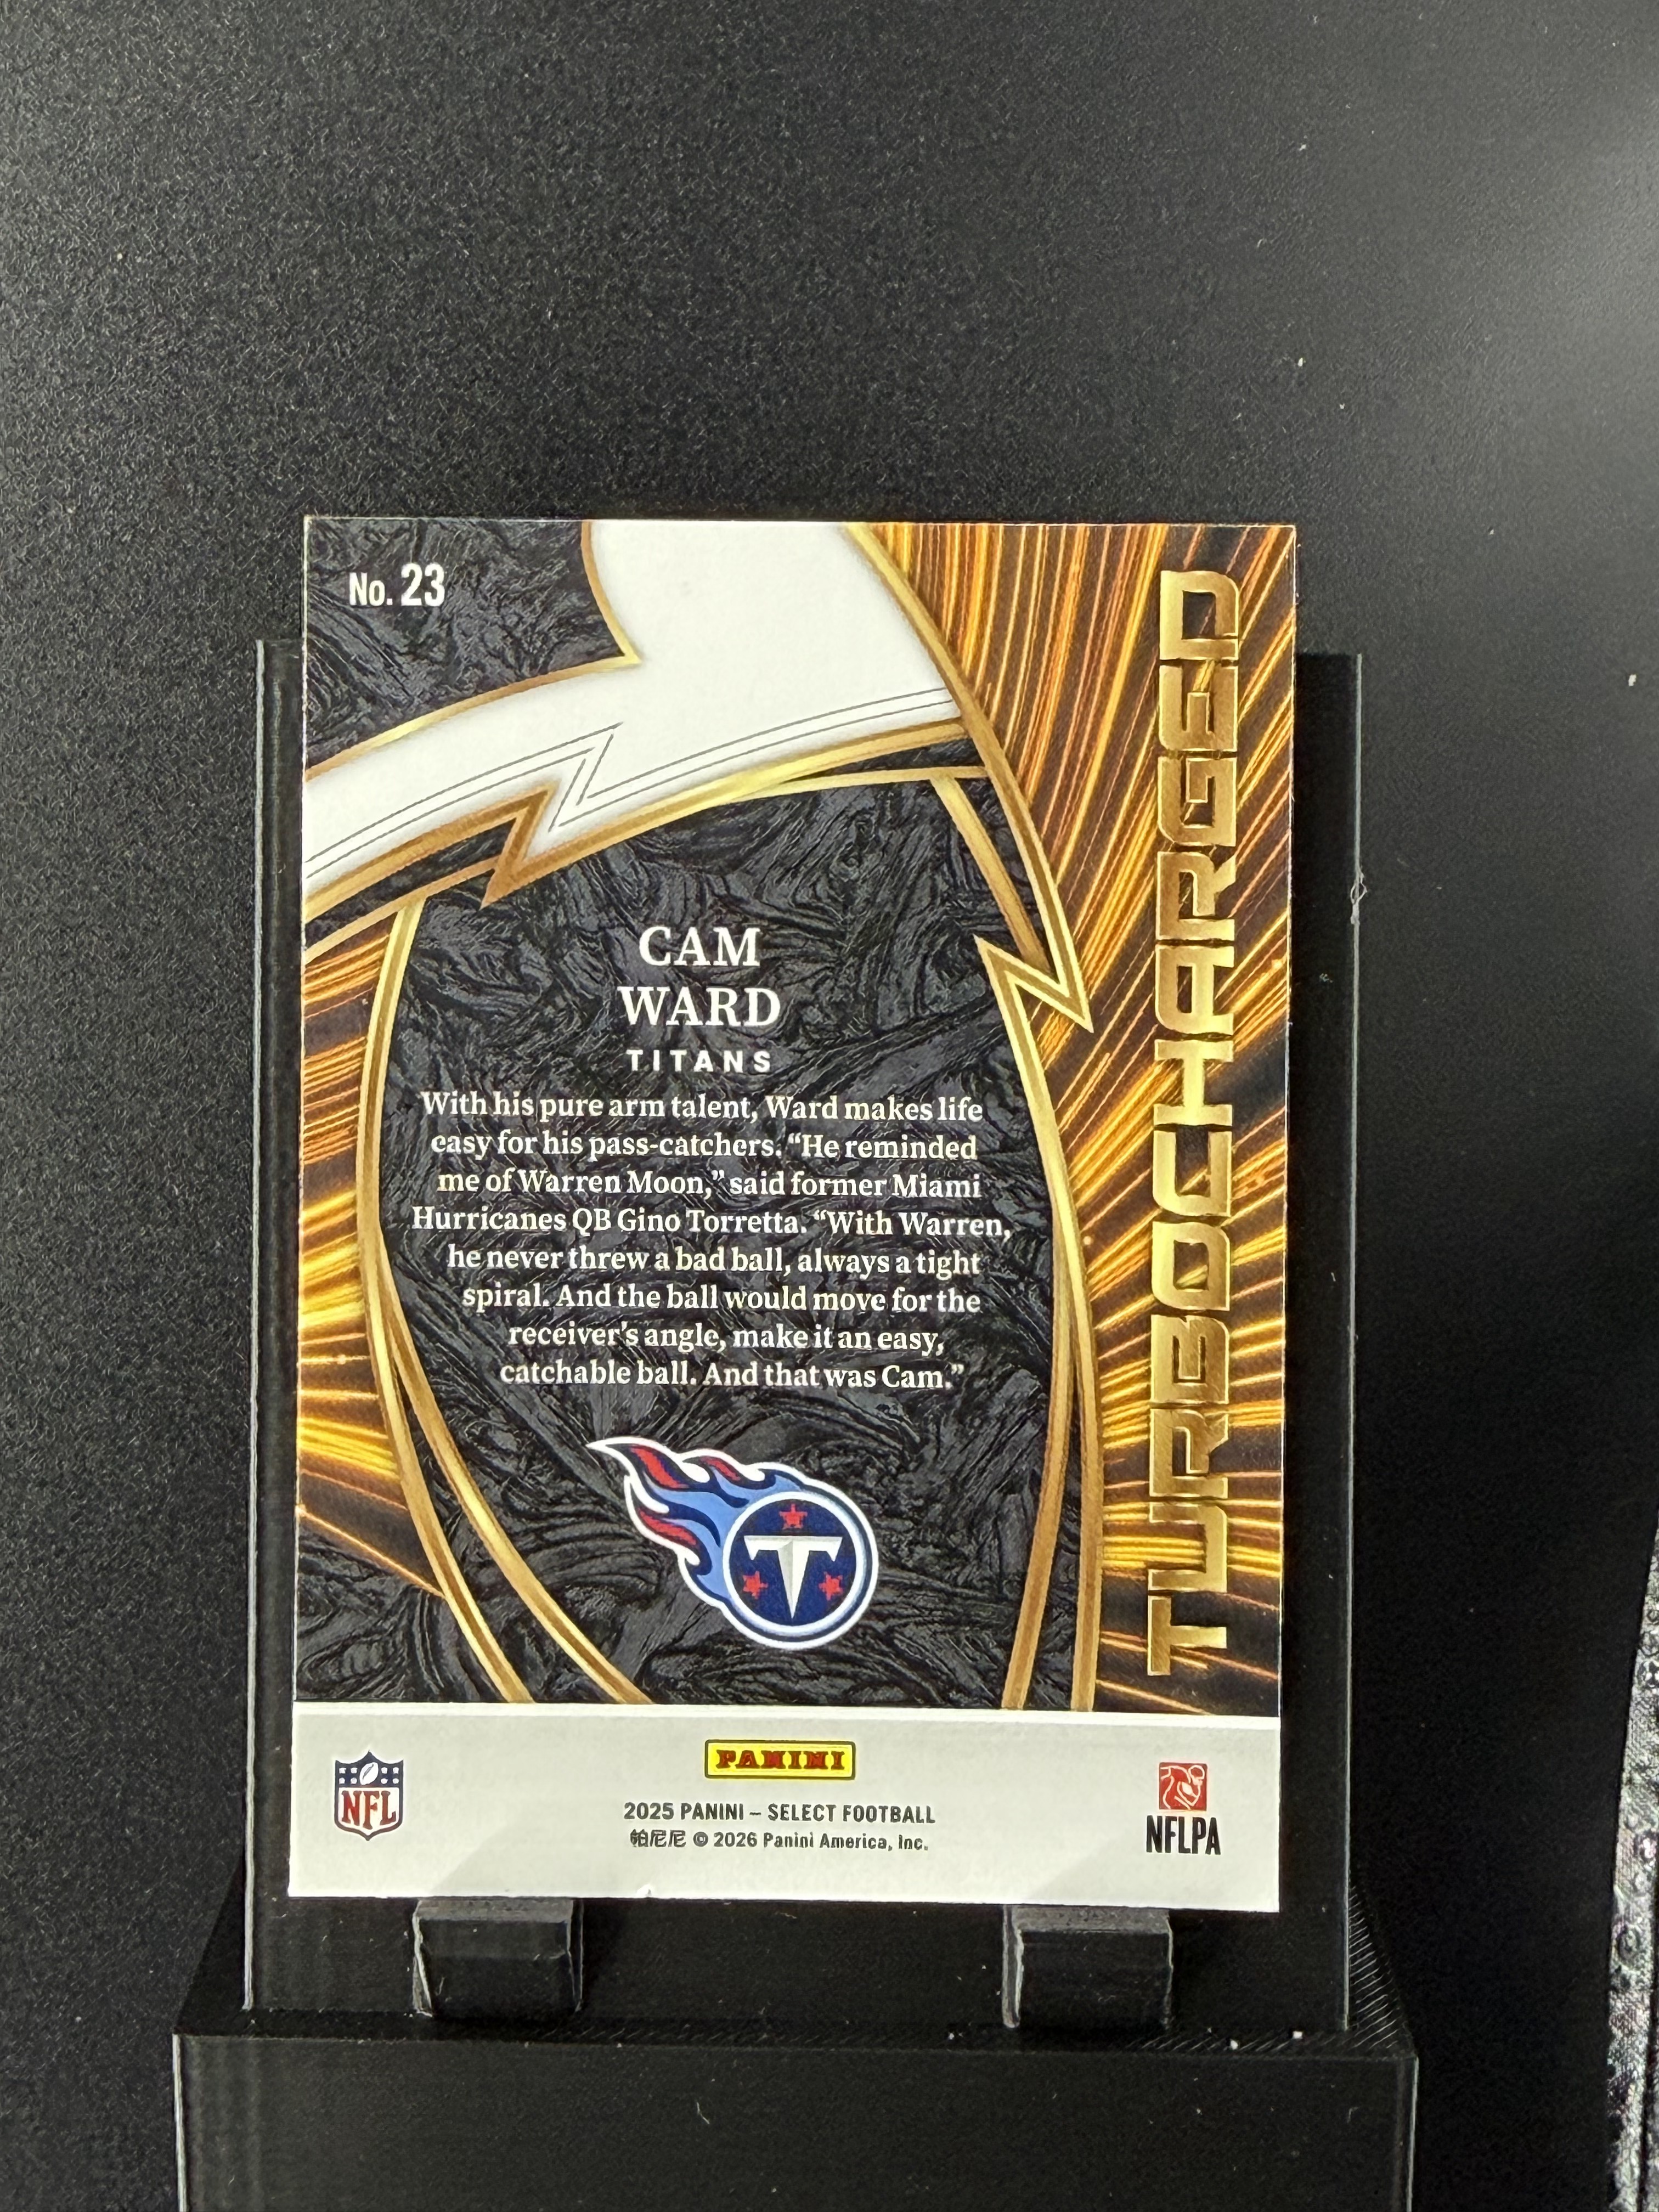 No. 23
TURBOCHARGED
CAM
WARD
TITANS
With his pure arm talent, Ward makes life
easy for his pass-catchers. “He reminded
me of Warren Moon,” said former Miami
Hurricanes QB Gino Torretta. “With Warren,
he never threw a bad ball, always a tight
spiral. And the ball would move for the
receiver’s angle, make it an easy,
catchable ball. And that was Cam.”
T
NFL
PANINI
2025 PANINI – SELECT FOOTBALL
帕尼尼 © 2026 Panini America, Inc.
NFLPA